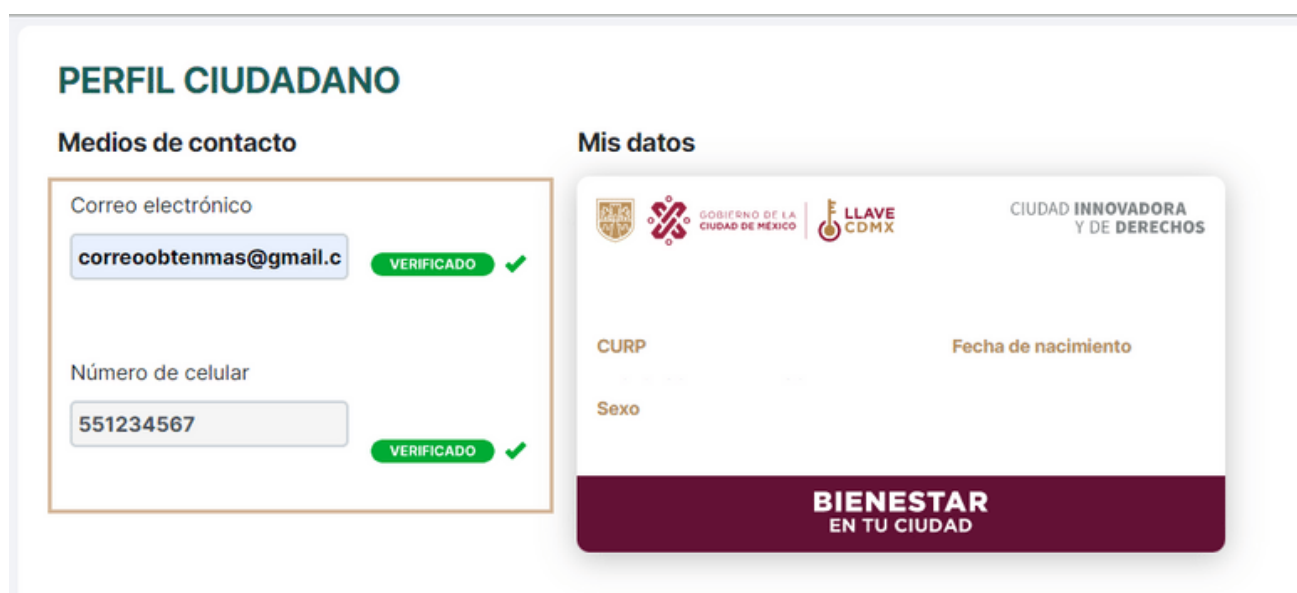 PERFIL CIUDADANO
Medios de contacto
Correo electrónico
correoobtenmas@gmail.c
VERIFICADO
Número de celular
551234567
VERIFICADO
Mis datos
GOBIERNO DE LA
CIUDAD DE MÉXICO
LLAVE
CDMX
CIUDAD INNOVADORA
Y DE DERECHOS
CURP
Fecha de nacimiento
Sexo
BIENESTAR
EN TU CIUDAD